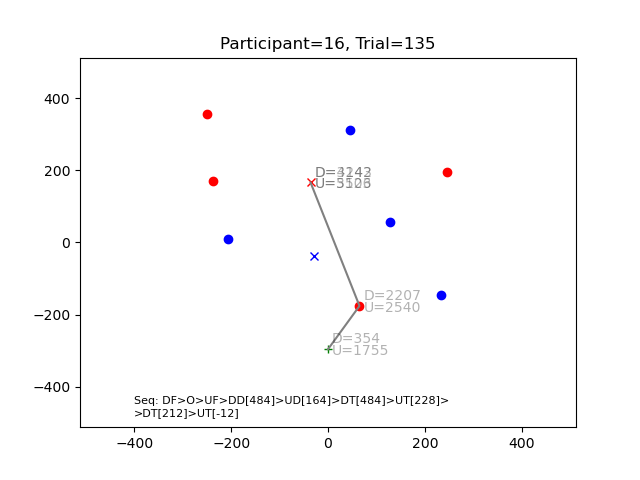 Participant=16, Trial=135
400
200
0
−200
−400
D=2207
U=2540
D=354
U=1755
Seq: DF>O>UF>DD[484]>UD[164]>DT[484]>UT[228]>
>DT[212]>UT[-12]
−400
−200
0
200
400